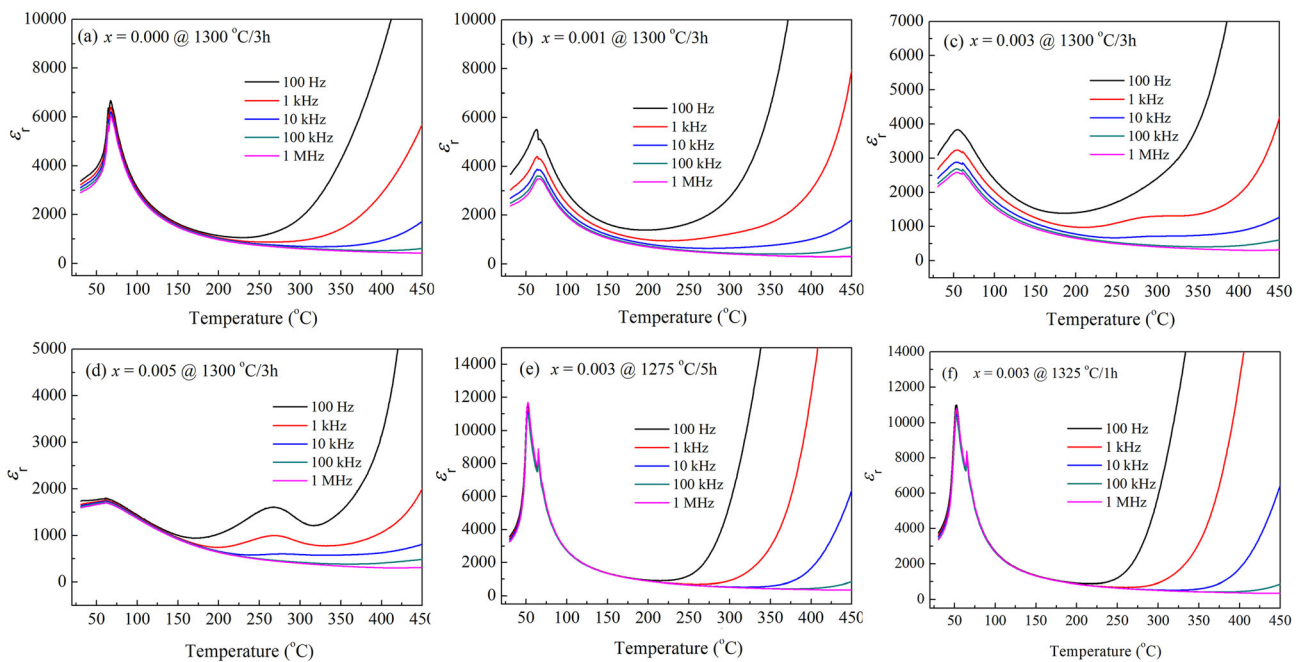 (a) x = 0.000 @ 1300 °C/3h
10000
8000
6000
4000
2000
0
εr
100 Hz
1 kHz
10 kHz
100 kHz
1 MHz
50 100 150 200 250 300 350 400 450
Temperature (°C)
(b) x = 0.001 @ 1300 °C/3h
10000
8000
6000
4000
2000
0
εr
100 Hz
1 kHz
10 kHz
100 kHz
1 MHz
50 100 150 200 250 300 350 400 450
Temperature (°C)
(c) x = 0.003 @ 1300 °C/3h
7000
6000
5000
4000
3000
2000
1000
0
εr
100 Hz
1 kHz
10 kHz
100 kHz
1 MHz
50 100 150 200 250 300 350 400 450
Temperature (°C)
(d) x = 0.005 @ 1300 °C/3h
5000
4000
3000
2000
1000
0
εr
100 Hz
1 kHz
10 kHz
100 kHz
1 MHz
50 100 150 200 250 300 350 400 450
Temperature (°C)
(e) x = 0.003 @ 1275 °C/5h
14000
12000
10000
8000
6000
4000
2000
0
εr
100 Hz
1 kHz
10 kHz
100 kHz
1 MHz
50 100 150 200 250 300 350 400 450
Temperature (°C)
(f) x = 0.003 @ 1325 °C/1h
14000
12000
10000
8000
6000
4000
2000
0
εr
100 Hz
1 kHz
10 kHz
100 kHz
1 MHz
50 100 150 200 250 300 350 400 450
Temperature (°C)